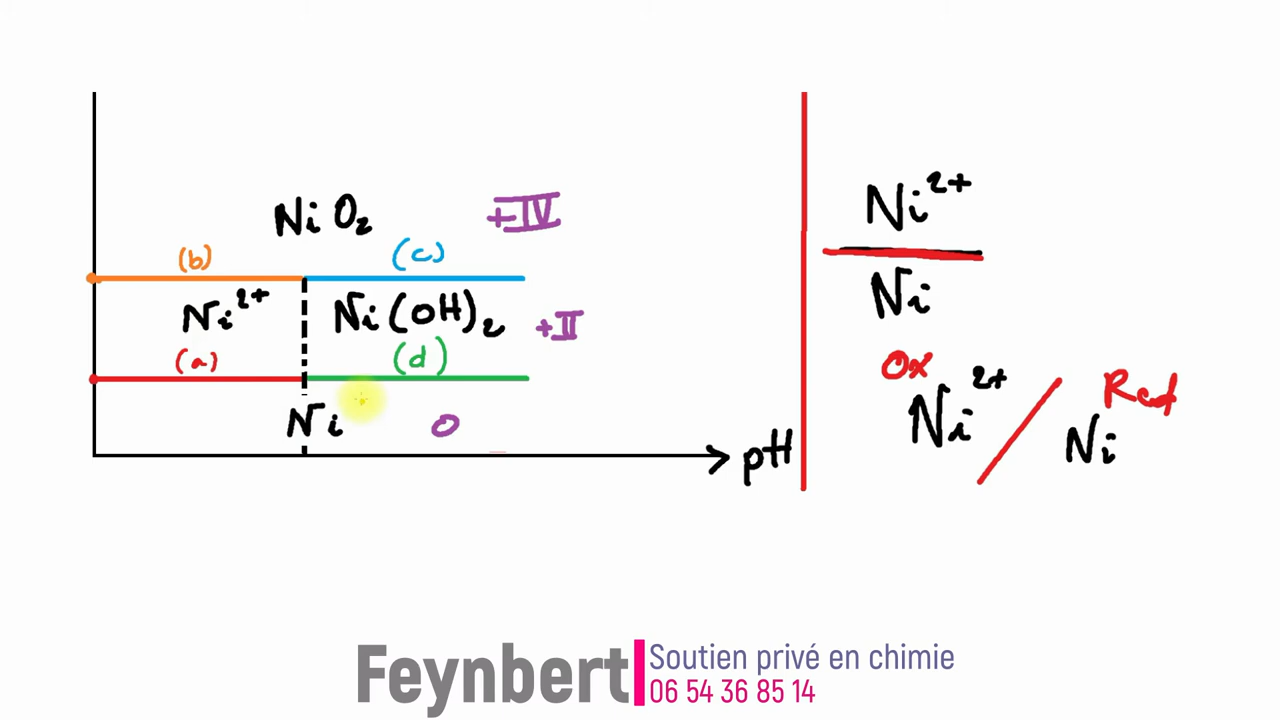 NiO₂ +IV
(b) (c)
Ni²⁺ Ni(OH)₂ +II
(a) (d)
Ni 0
pH
Ni²⁺
Ni
Ox Red
Ni²⁺ / Ni
Feynbert
Soutien privé en chimie
06 54 36 85 14